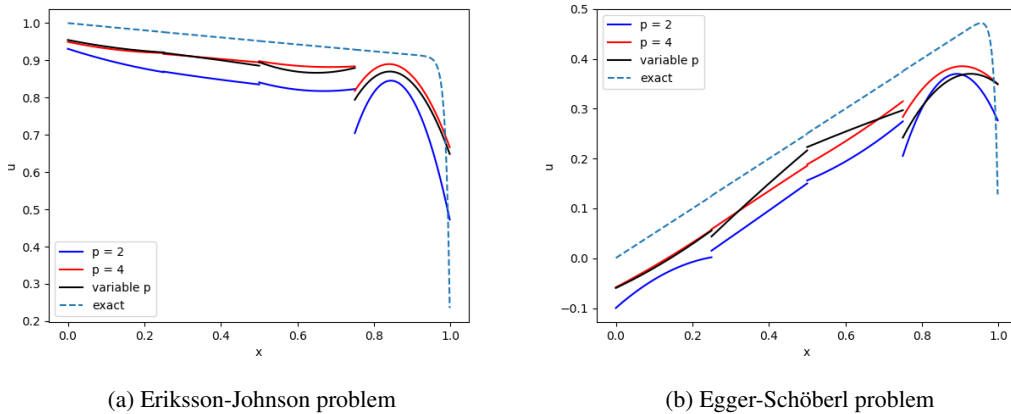 1.0
0.9
0.8
0.7
0.6
0.5
0.4
0.3
0.2
u
p = 2
p = 4
variable p
exact
0.0 0.2 0.4 0.6 0.8 1.0
x
(a) Eriksson-Johnson problem
0.5
0.4
0.3
0.2
0.1
0.0
−0.1
u
p = 2
p = 4
variable p
exact
0.0 0.2 0.4 0.6 0.8 1.0
x
(b) Egger-Schöberl problem